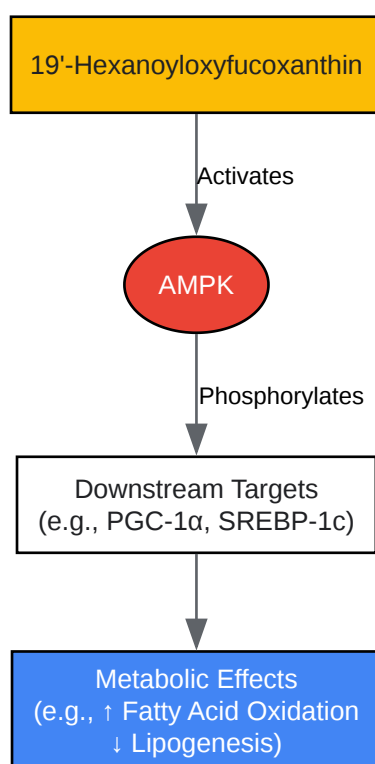 19'-Hexanoyloxyfucoxanthin
Activates
AMPK
Phosphorylates
Downstream Targets
(e.g., PGC-1α, SREBP-1c)
Metabolic Effects
(e.g., ↑ Fatty Acid Oxidation
↓ Lipogenesis)